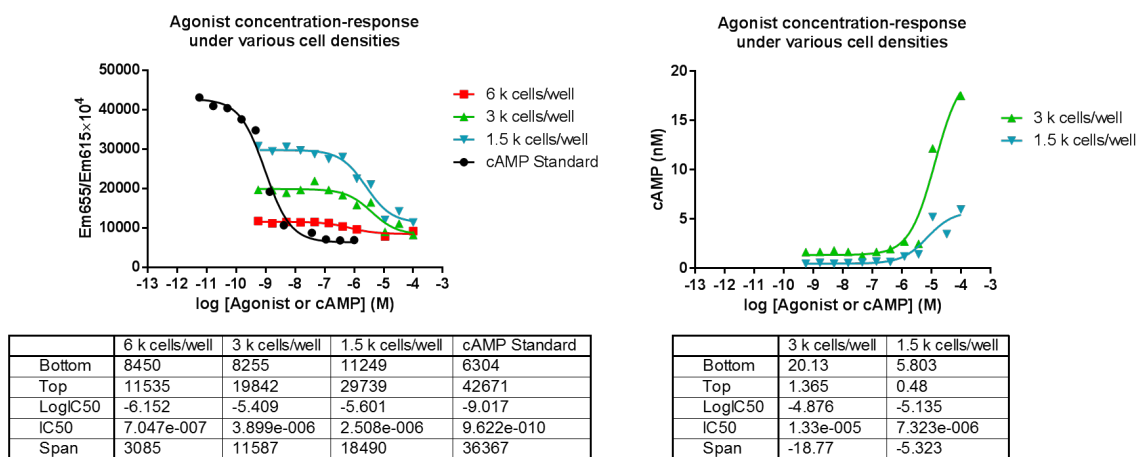 Agonist concentration-response
under various cell densities
50000
40000
30000
20000
10000
0
Em655/Em615×10⁴
-13 -12 -11 -10 -9 -8 -7 -6 -5 -4 -3
log [Agonist or cAMP] (M)
6 k cells/well
3 k cells/well
1.5 k cells/well
cAMP Standard
6 k cells/well 3 k cells/well 1.5 k cells/well cAMP Standard
Bottom 8450 8255 11249 6304
Top 11535 19842 29739 42671
LogIC50 -6.152 -5.409 -5.601 -9.017
IC50 7.047e-007 3.899e-006 2.508e-006 9.622e-010
Span 3085 11587 18490 36367
Agonist concentration-response
under various cell densities
20
15
10
5
0
cAMP (nM)
-13 -12 -11 -10 -9 -8 -7 -6 -5 -4 -3
log [Agonist or cAMP] (M)
3 k cells/well
1.5 k cells/well
3 k cells/well 1.5 k cells/well
Bottom 20.13 5.803
Top 1.365 0.48
LogIC50 -4.876 -5.135
IC50 1.33e-005 7.323e-006
Span -18.77 -5.323